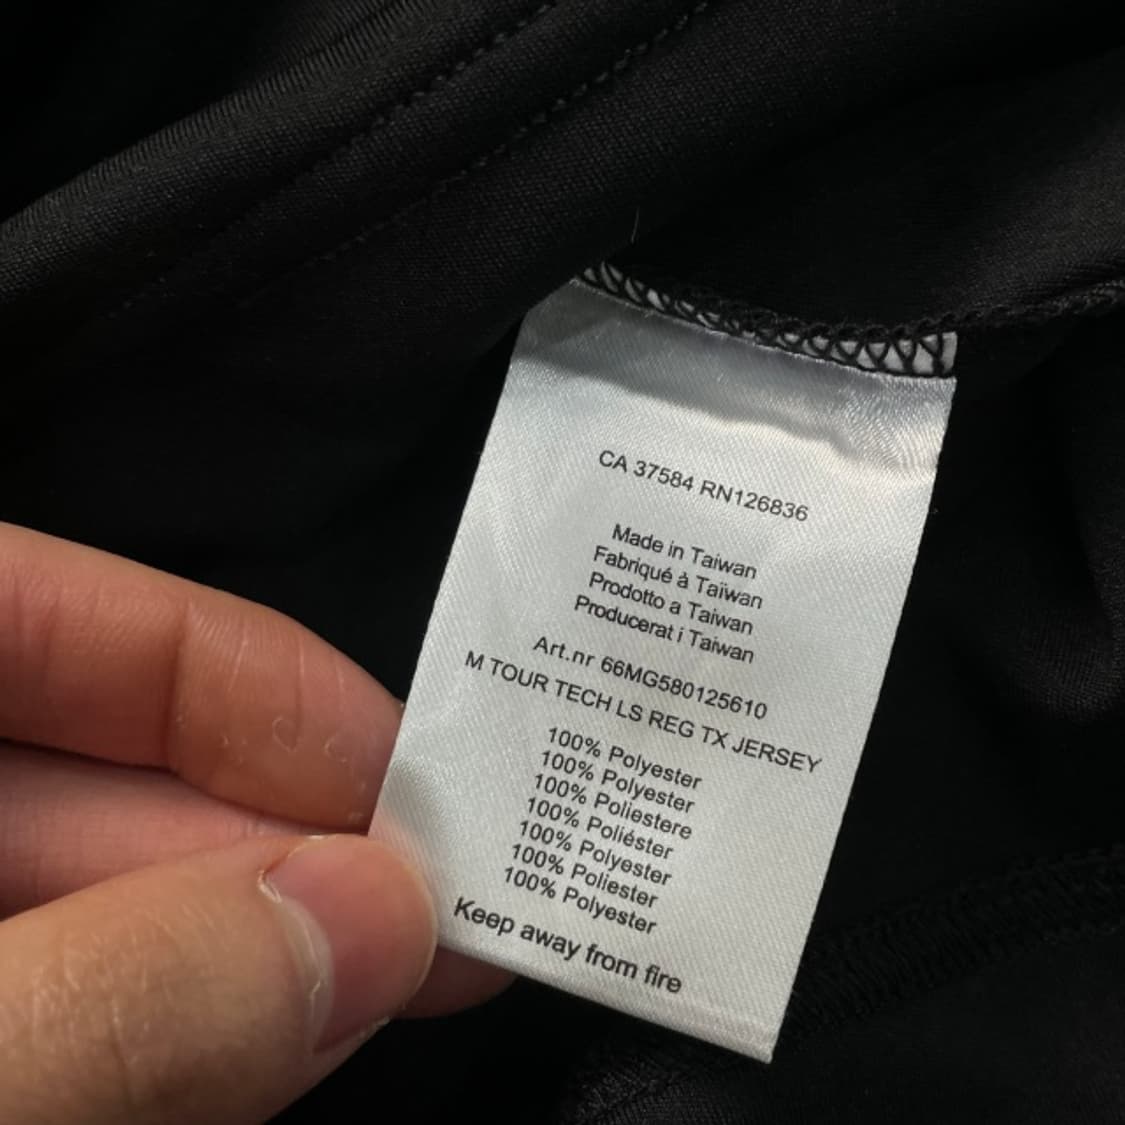 CA 37584 RN126836
Made in Taiwan
Fabriqué à Taïwan
Prodotto a Taiwan
Producerat i Taiwan
Art.nr 66MG580125610
M TOUR TECH LS REG TX JERSEY
100% Polyester
100% Polyester
100% Poliestere
100% Poliéster
100% Polyester
100% Poliester
100% Polyester
Keep away from fire